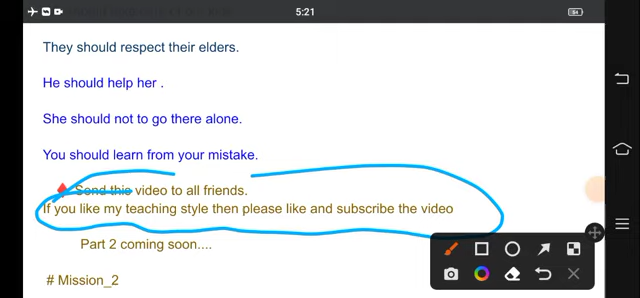 5:21
They should respect their elders.
He should help her .
She should not to go there alone.
You should learn from your mistake.
Send this video to all friends.
If you like my teaching style then please like and subscribe the video
Part 2 coming soon....
# Mission_2